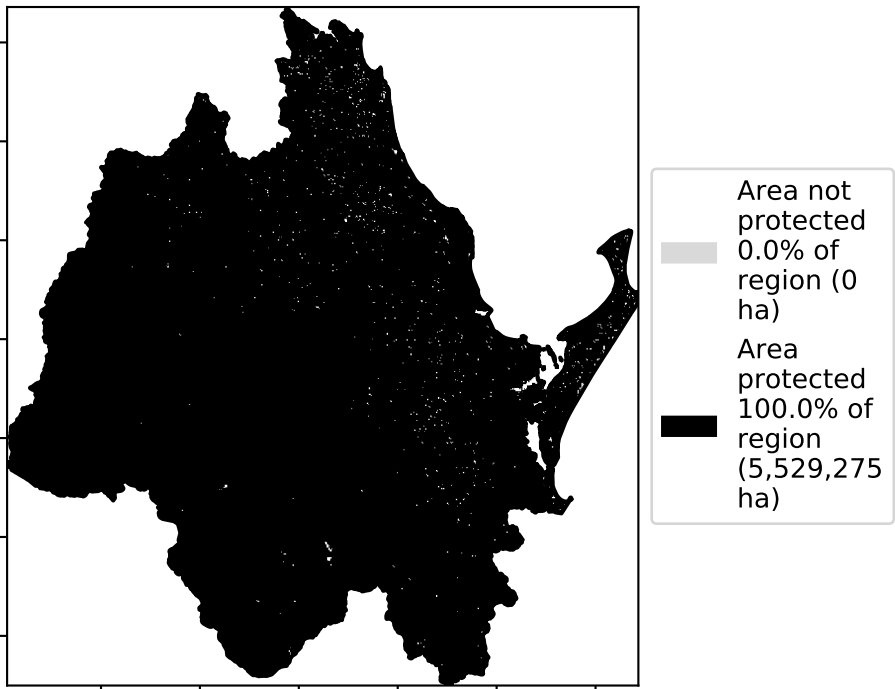 Area not
protected
0.0% of
region (0
ha)
Area
protected
100.0% of
region
(5,529,275
ha)